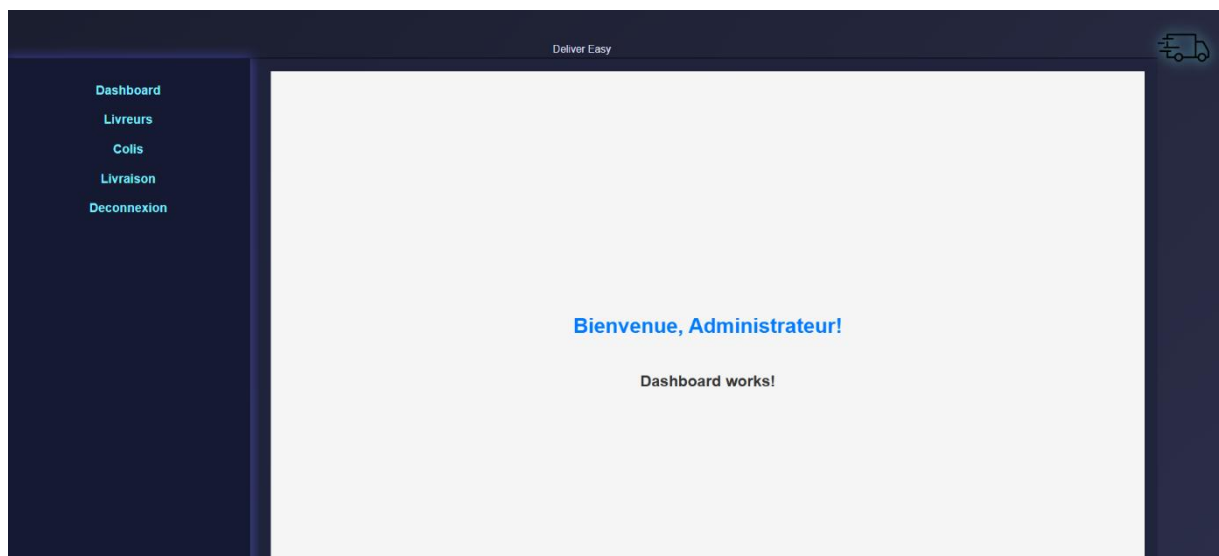 Deliver Easy
Dashboard
Livreurs
Colis
Livraison
Deconnexion
Bienvenue, Administrateur!
Dashboard works!